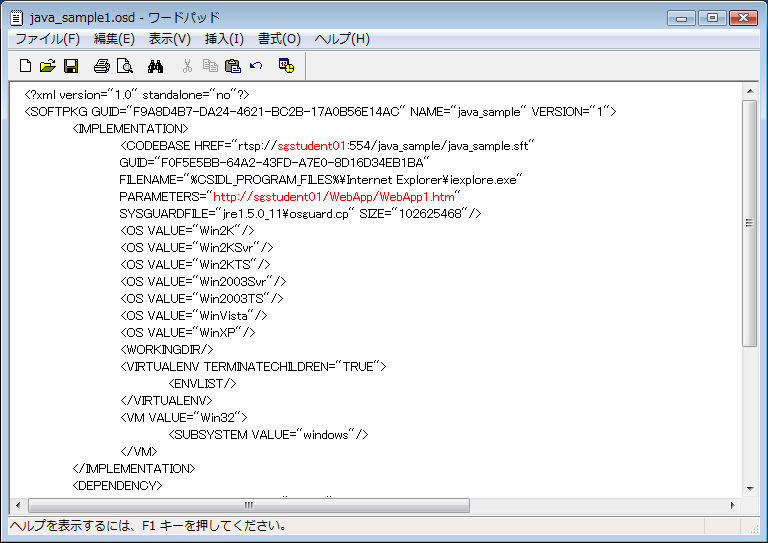 java_sample1.osd - ワードパッド
ファイル(F) 編集(E) 表示(V) 挿入(I) 書式(O) ヘルプ(H)
<?xml version="1.0" standalone="no"?>
<SOFTPKG GUID="F9A8D4B7-DA24-4621-BC2B-17A0B56E14AC" NAME="java_sample" VERSION="1">
<IMPLEMENTATION>
<CODEBASE HREF="rtsp://sgstudent01:554/java_sample/java_sample.sft"
GUID="F0F5E5BB-64A2-43FD-A7E0-8D16D34EB1BA"
FILENAME="%CSIDL_PROGRAM_FILES%¥Internet Explorer¥iexplore.exe"
PARAMETERS="http://sgstudent01/WebApp/WebApp1.htm"
SYSGUARDFILE="jre1.5.0_11¥osguard.cp" SIZE="102625468"/>
<OS VALUE="Win2K"/>
<OS VALUE="Win2KSvr"/>
<OS VALUE="Win2KTS"/>
<OS VALUE="Win2003Svr"/>
<OS VALUE="Win2003TS"/>
<OS VALUE="WinVista"/>
<OS VALUE="WinXP"/>
<WORKINGDIR/>
<VIRTUALENV TERMINATECHILDREN="TRUE">
<ENVLIST/>
</VIRTUALENV>
<VM VALUE="Win32">
<SUBSYSTEM VALUE="windows"/>
</VM>
</IMPLEMENTATION>
<DEPENDENCY>
ヘルプを表示するには、F1 キーを押してください。